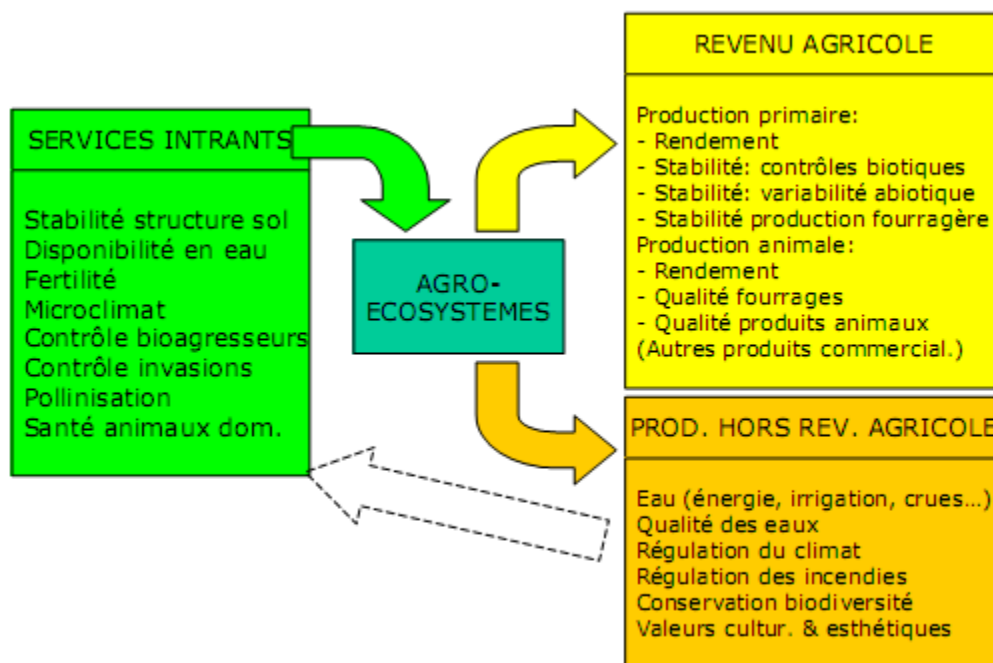 SERVICES INTRANTS
Stabilité structure sol
Disponibilité en eau
Fertilité
Microclimat
Contrôle bioagresseurs
Contrôle invasions
Pollinisation
Santé animaux dom.
AGRO-
ECOSYSTEMES
REVENU AGRICOLE
Production primaire:
- Rendement
- Stabilité: contrôles biotiques
- Stabilité: variabilité abiotique
- Stabilité production fourragère
Production animale:
- Rendement
- Qualité fourrages
- Qualité produits animaux
(Autres produits commercial.)
PROD. HORS REV. AGRICOLE
Eau (énergie, irrigation, crues...)
Qualité des eaux
Régulation du climat
Régulation des incendies
Conservation biodiversité
Valeurs cultur. & esthétiques